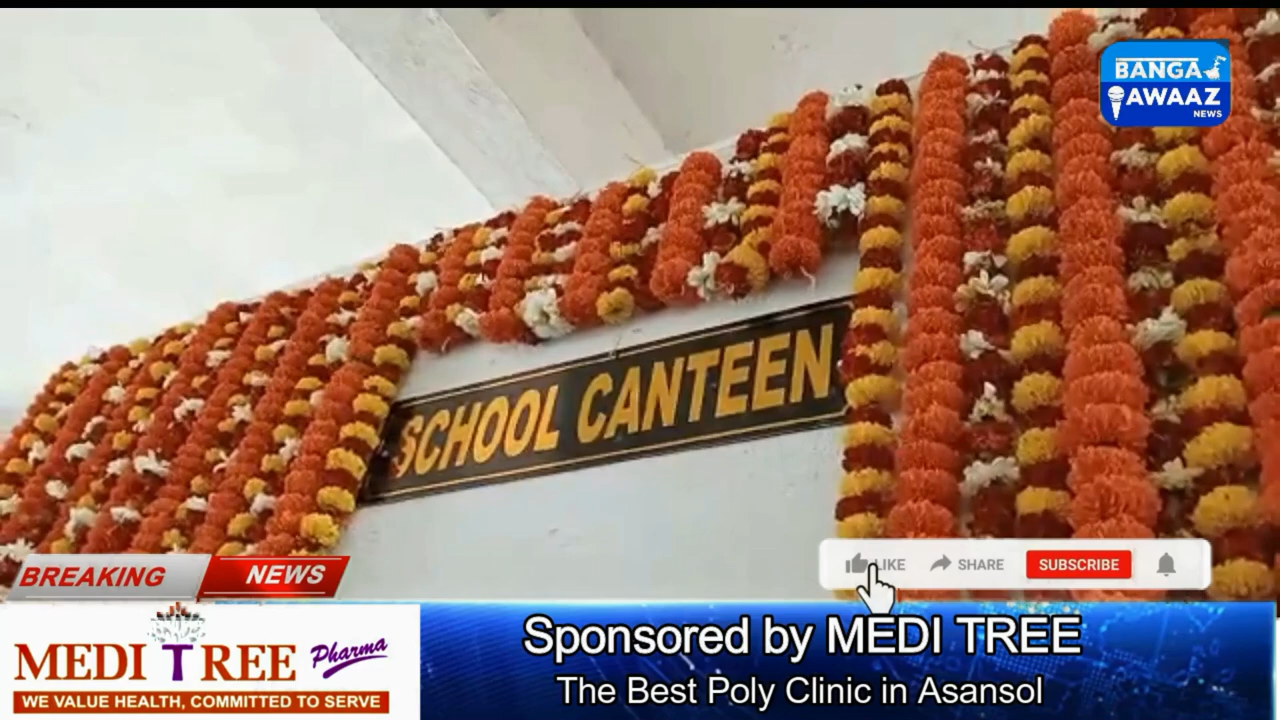 BANGA
AWAAZ
NEWS
SCHOOL CANTEEN
BREAKING NEWS
LIKE SHARE SUBSCRIBE
MEDI TREE Pharma
WE VALUE HEALTH, COMMITTED TO SERVE
Sponsored by MEDI TREE
The Best Poly Clinic in Asansol